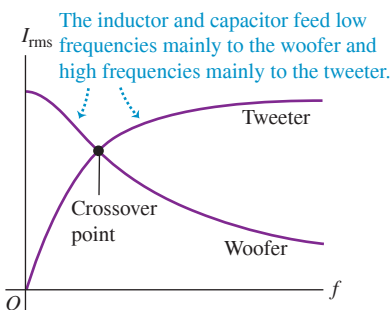 I rms
The inductor and capacitor feed low
frequencies mainly to the woofer and
high frequencies mainly to the tweeter.
Tweeter
Crossover
point
Woofer
O
f